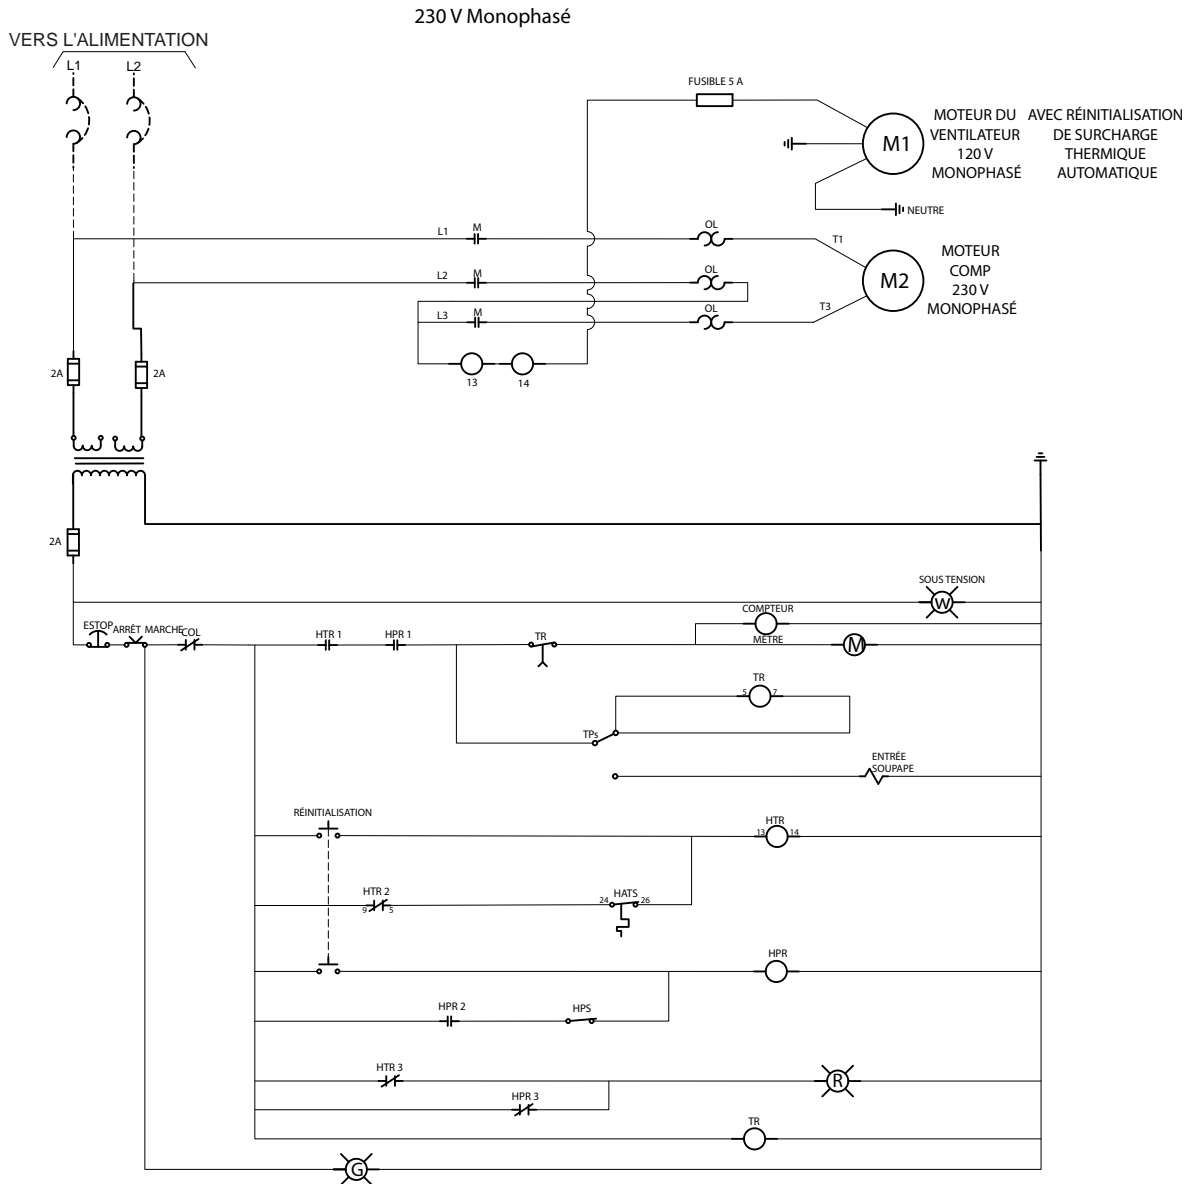 230 V Monophasé
VERS L'ALIMENTATION
L1
L2
FUSIBLE 5 A
M1
MOTEUR DU
VENTILATEUR
120 V
MONOPHASÉ
AVEC RÉINITIALISATION
DE SURCHARGE
THERMIQUE
AUTOMATIQUE
NEUTRE
L1
M
OL
T1
L2
M
OL
M2
MOTEUR
COMP
230 V
MONOPHASÉ
L3
M
OL
T3
13
14
2A
2A
2A
SOUS TENSION
W
COMPTEUR
ESTOP
ARRÊT MARCHE
COL
HTR 1
HPR 1
TR
MÈTRE
M
TR
5
7
TPs
ENTRÉE
SOUPAPE
RÉINITIALISATION
HTR
13
14
HTR 2
9
5
HATS
24
26
HPR
HPR 2
HPS
HTR 3
R
HPR 3
TR
G